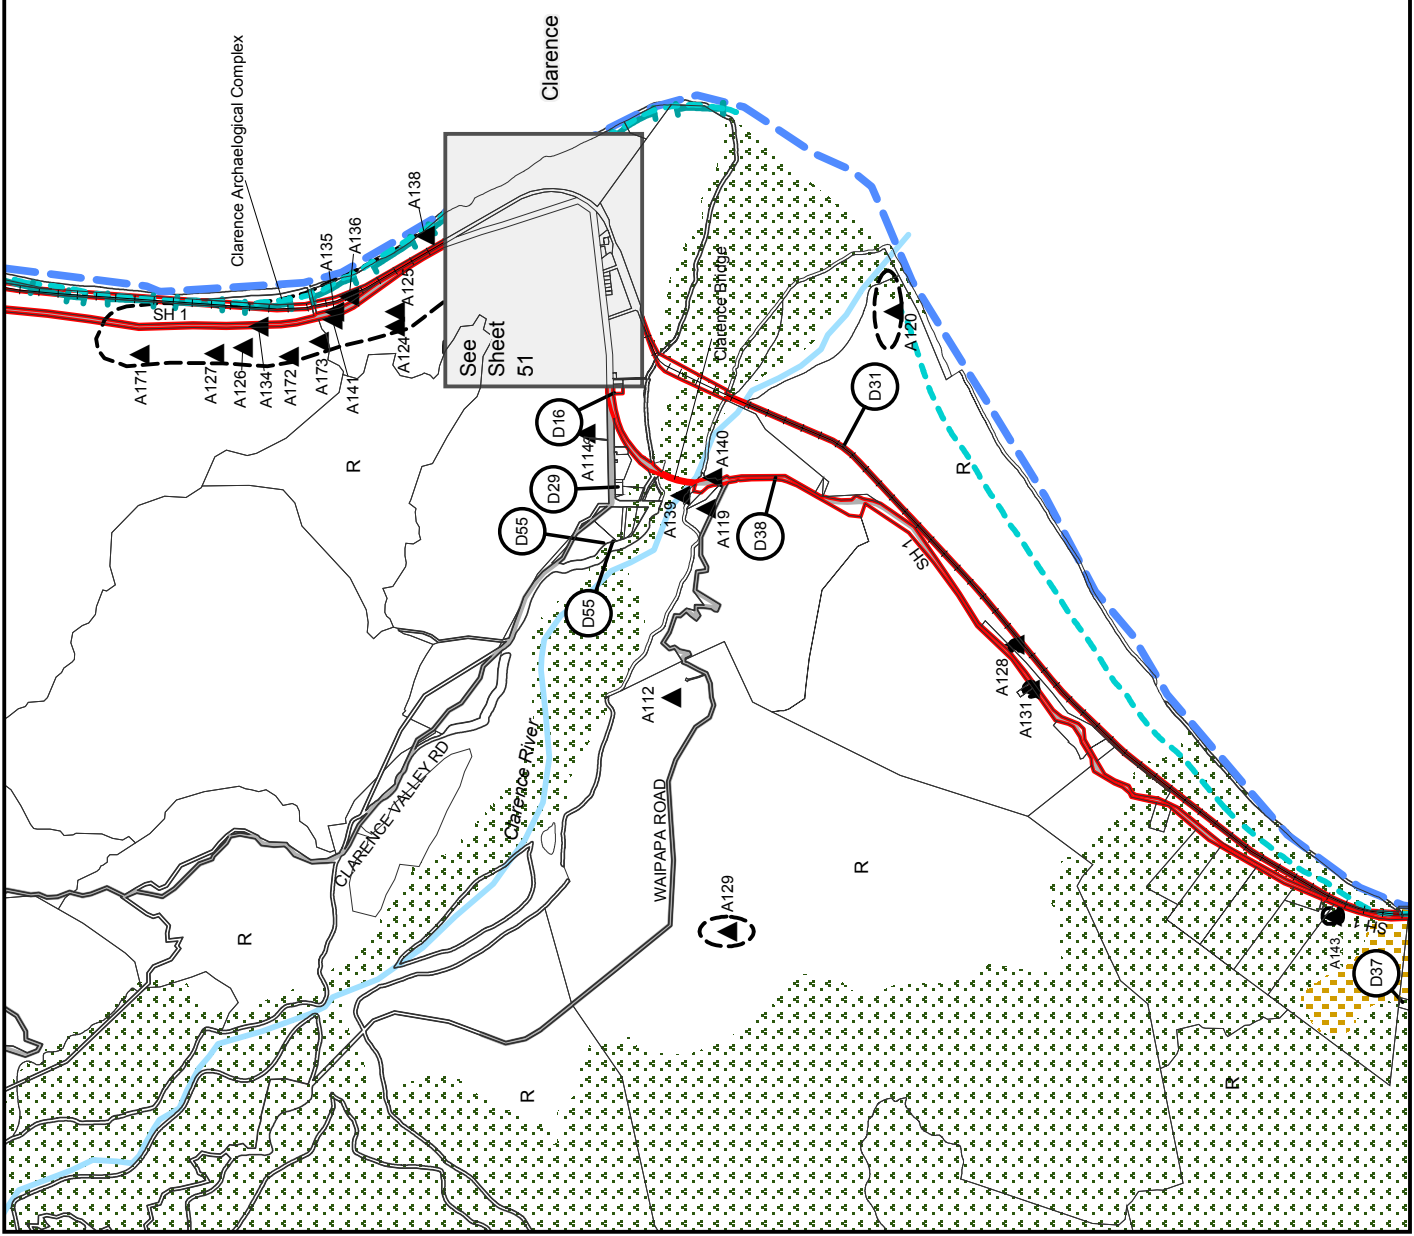 Clarence
Clarence Archaelogical Complex
A138
A136
A135
SH 1
A125
A124
A141
A173
A172
A134
A126
A127
A171
See
Sheet
51
Clarence Bridge
A120
D31
D16
A114
R
D29
A140
D55
A139
A119
D38
R
SH 1
D55
A128
A131
A112
Clarence River
CLARENCE VALLEY RD
WAIPAPA ROAD
R
A129
R
A143
SH 1
D37
R
R